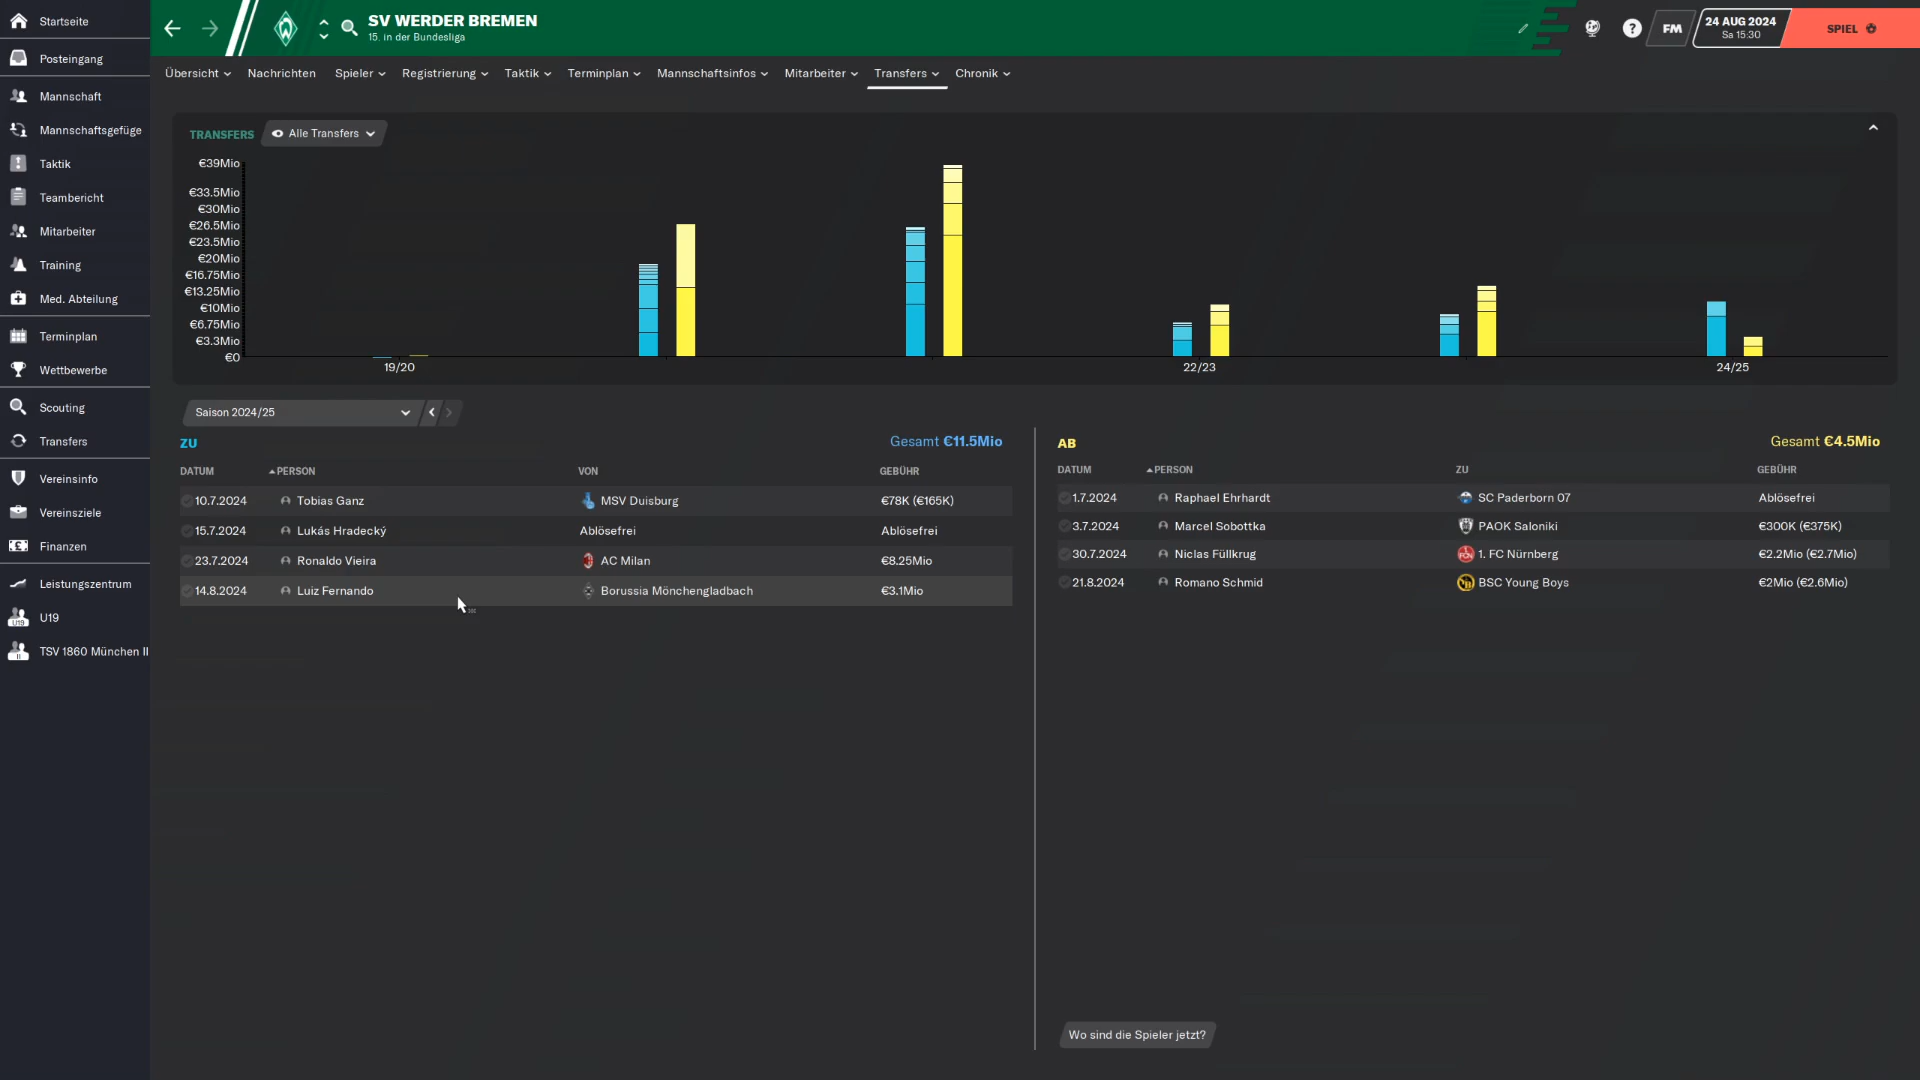 Startseite
Posteingang
Mannschaft
Mannschaftsgefüge
Taktik
Teambericht
Mitarbeiter
Training
Med. Abteilung
Terminplan
Wettbewerbe
Scouting
Transfers
Vereinsinfo
Vereinsziele
Finanzen
Leistungszentrum
U19
TSV 1860 München II
SV WERDER BREMEN
15. in der Bundesliga
FM
24 AUG 2024
Sa 15:30
SPIEL
Übersicht Nachrichten Spieler Registrierung Taktik Terminplan Mannschaftsinfos Mitarbeiter Transfers Chronik
TRANSFERS Alle Transfers
€39Mio
€33.5Mio
€30Mio
€26.5Mio
€23.5Mio
€20Mio
€16.75Mio
€13.25Mio
€10Mio
€6.75Mio
€3.3Mio
€0
19/20 22/23 24/25
Saison 2024/25
ZU Gesamt €11.5Mio
DATUM PERSON VON GEBÜHR
10.7.2024 Tobias Ganz MSV Duisburg €78K (€165K)
15.7.2024 Lukás Hradecký Ablösefrei Ablösefrei
23.7.2024 Ronaldo Vieira AC Milan €8.25Mio
14.8.2024 Luiz Fernando Borussia Mönchengladbach €3.1Mio
AB Gesamt €4.5Mio
DATUM PERSON ZU GEBÜHR
1.7.2024 Raphael Ehrhardt SC Paderborn 07 Ablösefrei
3.7.2024 Marcel Sobottka PAOK Saloniki €300K (€375K)
30.7.2024 Niclas Füllkrug 1. FC Nürnberg €2.2Mio (€2.7Mio)
21.8.2024 Romano Schmid BSC Young Boys €2Mio (€2.6Mio)
Wo sind die Spieler jetzt?